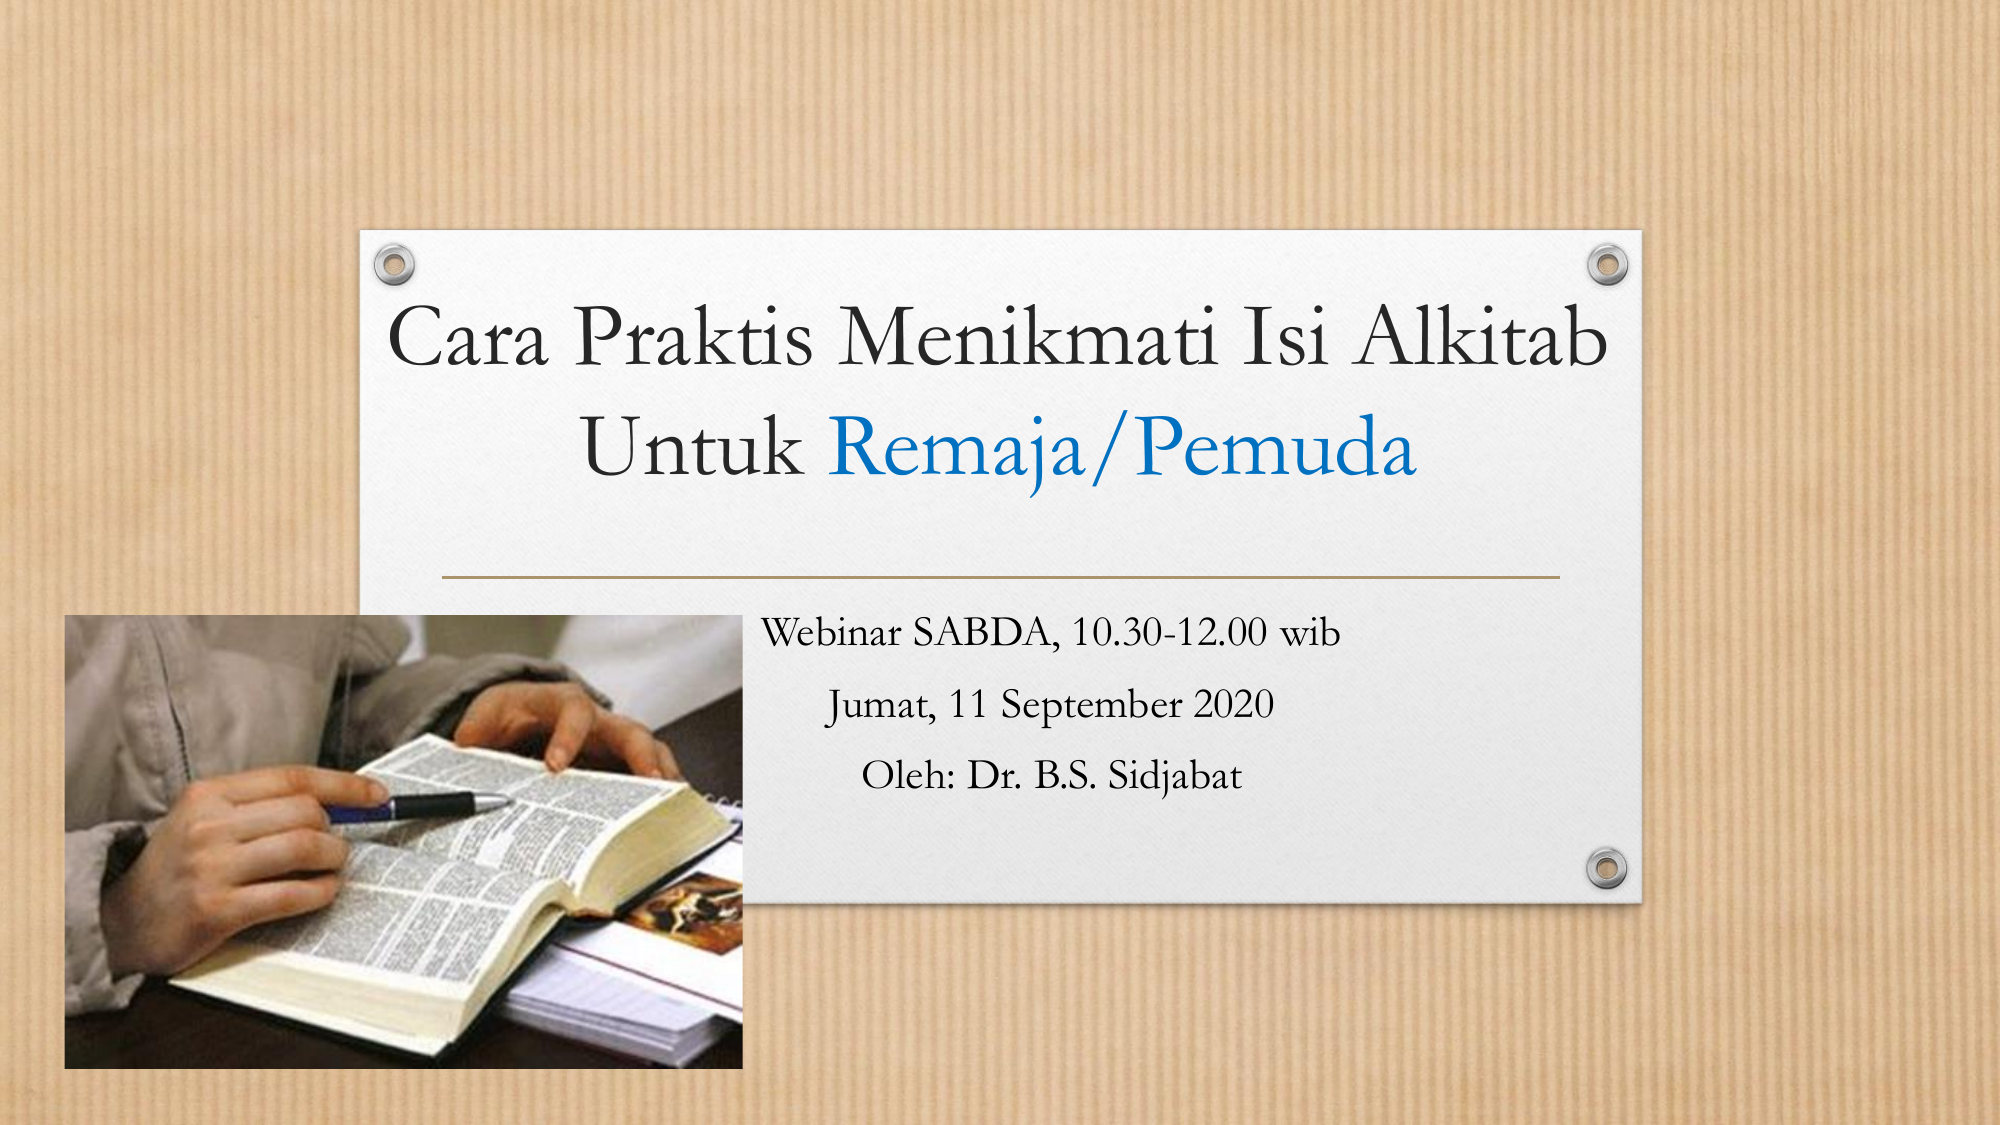 Cara Praktis Menikmati Isi Alkitab
Untuk Remaja/Pemuda
Webinar SABDA, 10.30-12.00 wib
Jumat, 11 September 2020
Oleh: Dr. B.S. Sidjabat